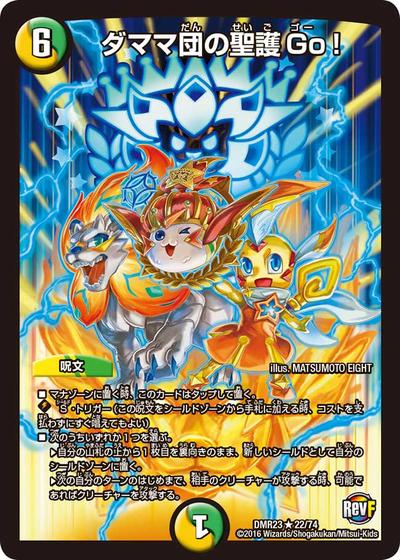 6
ダママ団の聖護Go!
だん せいご ゴー
illus. MATSUMOTO EIGHT
呪文
■マナゾーンに置く時、このカードはタップして置く。
■S・トリガー(この呪文をシールドゾーンから手札に加える時、コストを支
払わずにすぐ唱えてもよい)
■次のうちいずれか1つを選ぶ。
▶自分の山札の上から1枚目を裏向きのまま、新しいシールドとして自分の
シールドゾーンに置く。
▶次の自分のターンのはじめまで、相手のクリーチャーが攻撃する時、可能で
あればクリーチャーを攻撃する。
1
RevF
DMR23★22/74
©2016 Wizards/Shogakukan/Mitsui-Kids